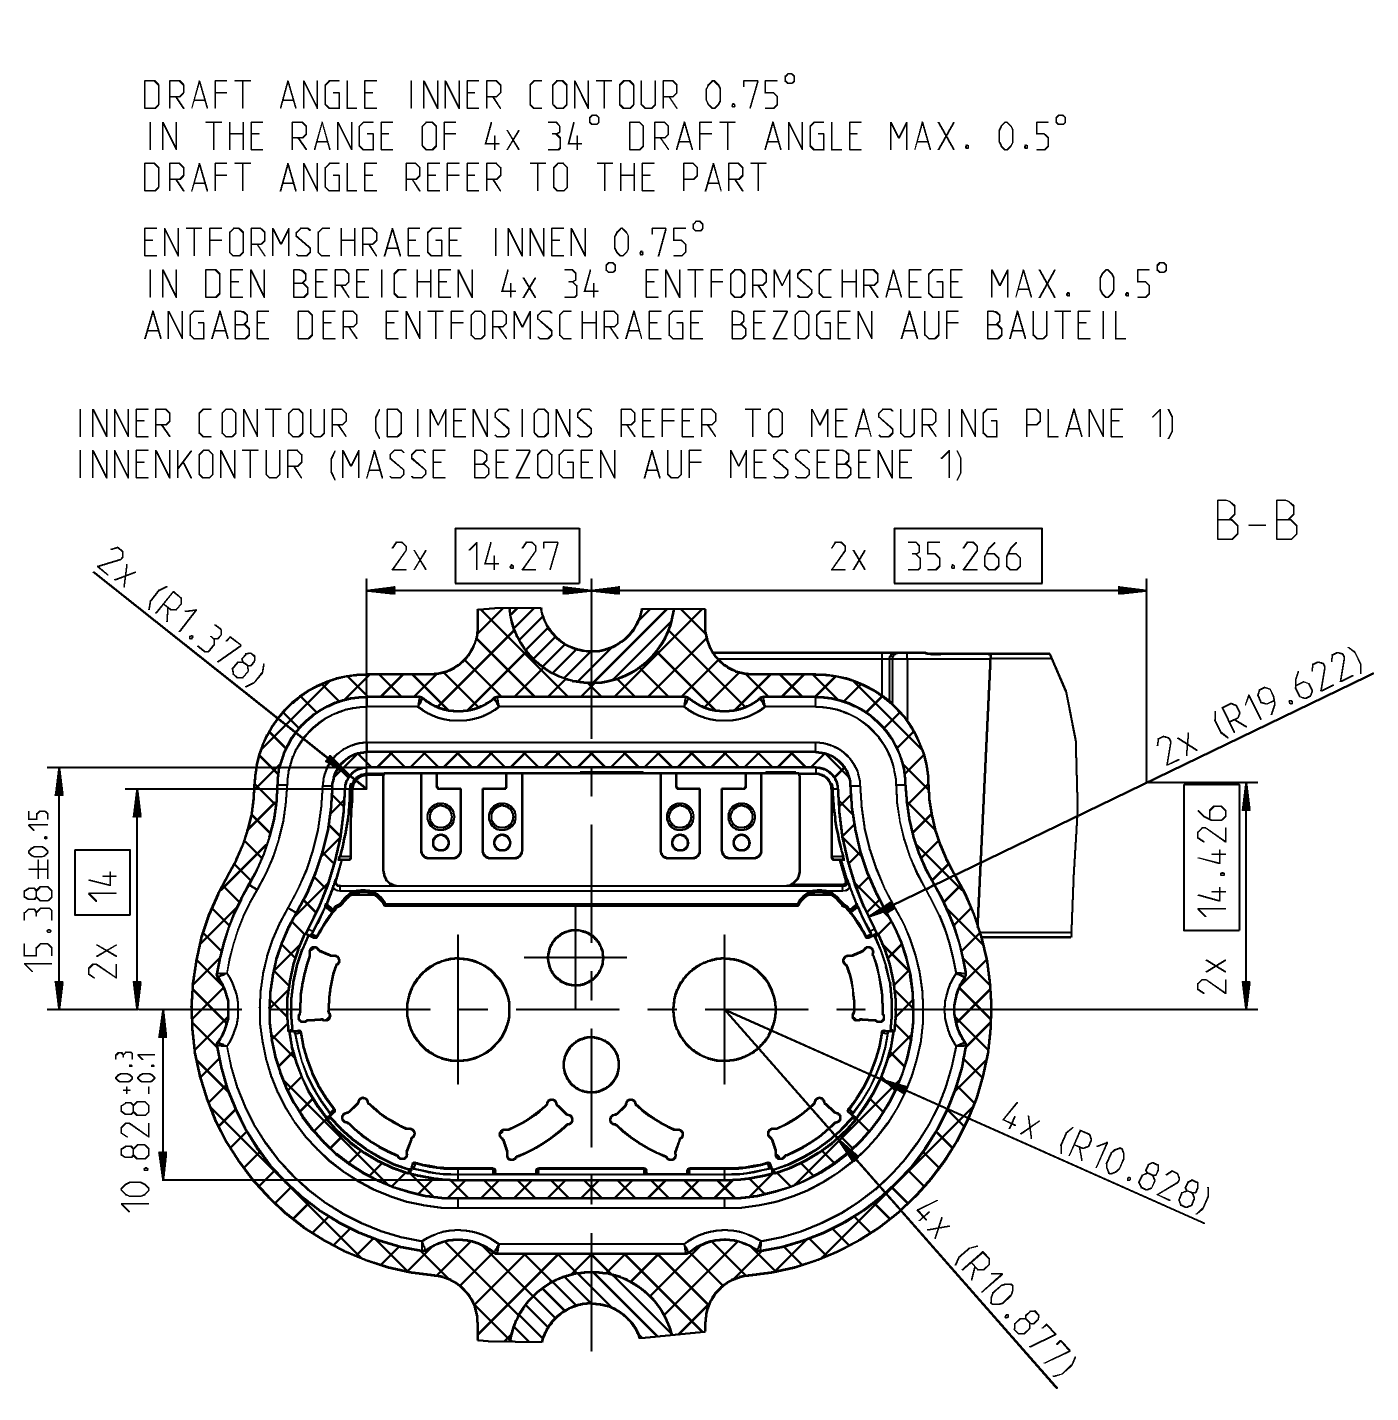 DRAFT ANGLE INNER CONTOUR 0.75°
IN THE RANGE OF 4x 34° DRAFT ANGLE MAX. 0.5°
DRAFT ANGLE REFER TO THE PART
ENTFORMSCHRAEGE INNEN 0.75°
IN DEN BEREICHEN 4x 34° ENTFORMSCHRAEGE MAX. 0.5°
ANGABE DER ENTFORMSCHRAEGE BEZOGEN AUF BAUTEIL
INNER CONTOUR (DIMENSIONS REFER TO MEASURING PLANE 1)
INNENKONTUR (MASSE BEZOGEN AUF MESSEBENE 1)
B-B
2x 14.27
2x 35.266
2x (R1.378)
2x (R19.622)
15.38±0.15
2x 14
2x 14.426
10.828+0.3
-0.1
4x (R10.828)
4x (R10.877)